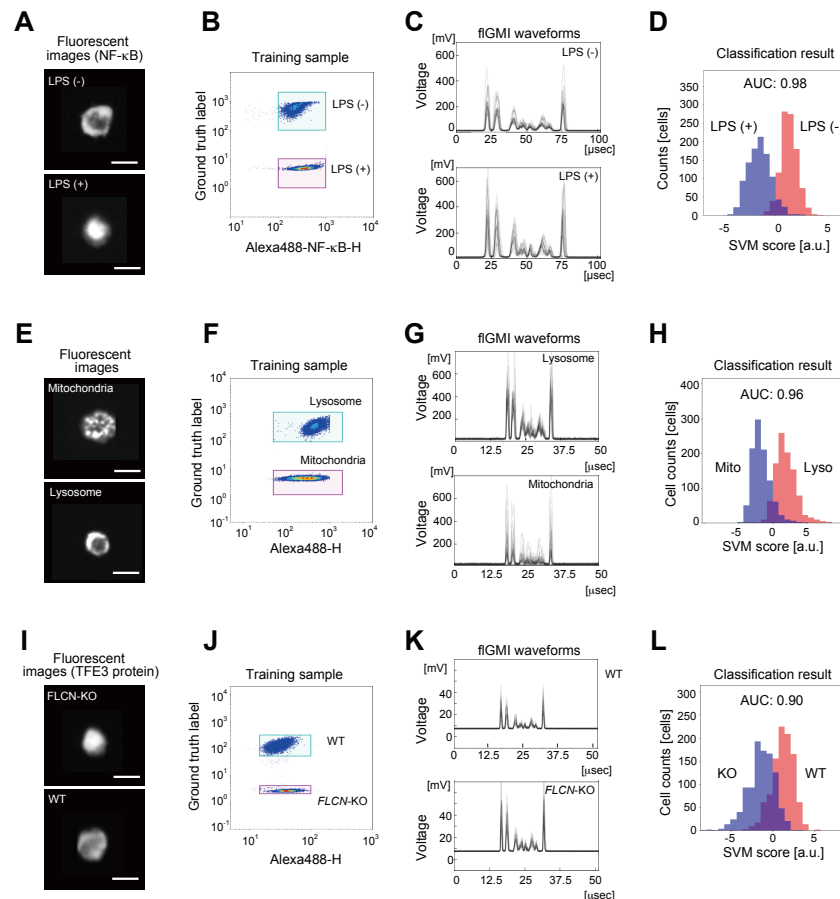 A
Fluorescent
images (NF-κB)
LPS (-)
LPS (+)
B
Training sample
Ground truth label
10⁴
10³
10²
10¹
10⁰
LPS (-)
LPS (+)
10¹ 10² 10³ 10⁴
Alexa488-NF-κB-H
C
flGMI waveforms
[mV]
Voltage
600
400
200
0
LPS (-)
0 25 50 75 100
[μsec]
[mV]
Voltage
600
400
200
0
LPS (+)
0 25 50 75 100
[μsec]
D
Classification result
AUC: 0.98
Counts [cells]
350
300
250
200
150
100
50
0
LPS (+)
LPS (-)
-5 0 5
SVM score [a.u.]
E
Fluorescent
images
Mitochondria
Lysosome
F
Training sample
Ground truth label
10⁴
10³
10²
10¹
10⁰
10⁻¹
Lysosome
Mitochondria
10¹ 10² 10³ 10⁴
Alexa488-H
G
flGMI waveforms
[mV]
Voltage
600
400
200
0
Lysosome
0 12.5 25 37.5 50
[μsec]
[mV]
Voltage
600
400
200
0
Mitochondria
0 12.5 25 37.5 50
[μsec]
H
Classification result
AUC: 0.96
Cell counts [cells]
400
300
200
100
0
Mito
Lyso
-5 0 5
SVM score [a.u.]
I
Fluorescent
images (TFE3 protein)
FLCN-KO
WT
J
Training sample
Ground truth label
10⁴
10³
10²
10¹
10⁰
10⁻¹
WT
FLCN-KO
10¹ 10² 10³
Alexa488-H
K
flGMI waveforms
[mV]
Voltage
60
40
20
0
WT
0 12.5 25 37.5 50
[μsec]
[mV]
Voltage
60
40
20
0
FLCN-KO
0 12.5 25 37.5 50
[μsec]
L
Classification result
AUC: 0.90
Cell counts [cells]
300
250
200
150
100
50
0
KO
WT
-5 0 5
SVM score [a.u.]